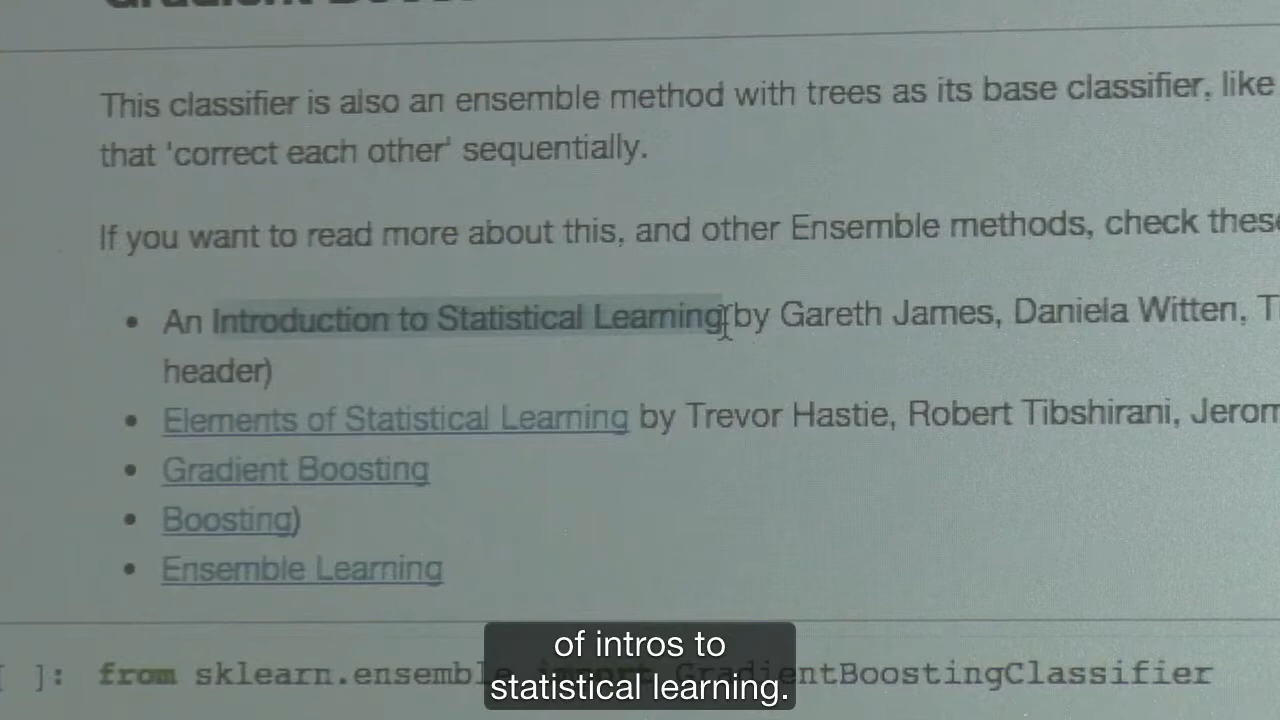 This classifier is also an ensemble method with trees as its base classifier, like
that 'correct each other' sequentially.
If you want to read more about this, and other Ensemble methods, check these
• An Introduction to Statistical Learning by Gareth James, Daniela Witten, T
header)
• Elements of Statistical Learning by Trevor Hastie, Robert Tibshirani, Jerom
• Gradient Boosting
• Boosting)
• Ensemble Learning
[ ]: from sklearn.ensemble import GradientBoostingClassifier
of intros to
statistical learning.